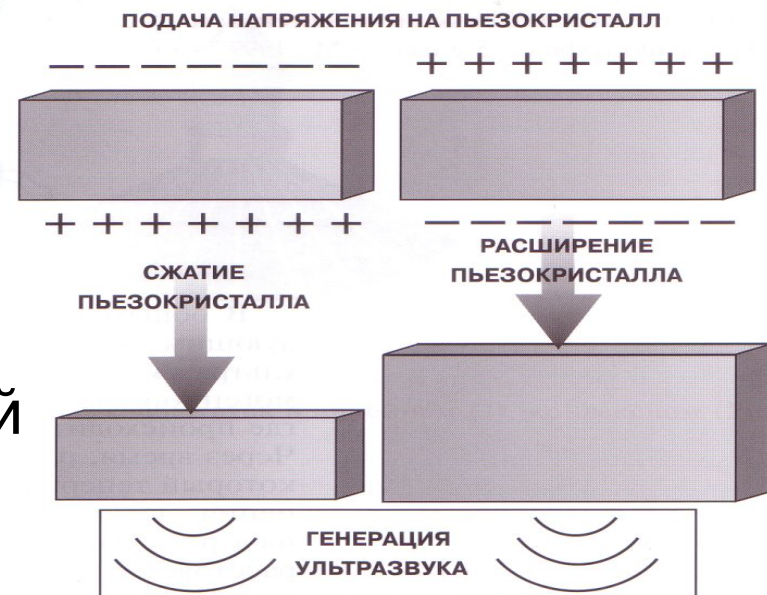 ПОДАЧА НАПРЯЖЕНИЯ НА ПЬЕЗОКРИСТАЛЛ
— — — — — — —
+ + + + + + +
+ + + + + + +
— — — — — — —
СЖАТИЕ
ПЬЕЗОКРИСТАЛЛА
РАСШИРЕНИЕ
ПЬЕЗОКРИСТАЛЛА
й
ГЕНЕРАЦИЯ
УЛЬТРАЗВУКА